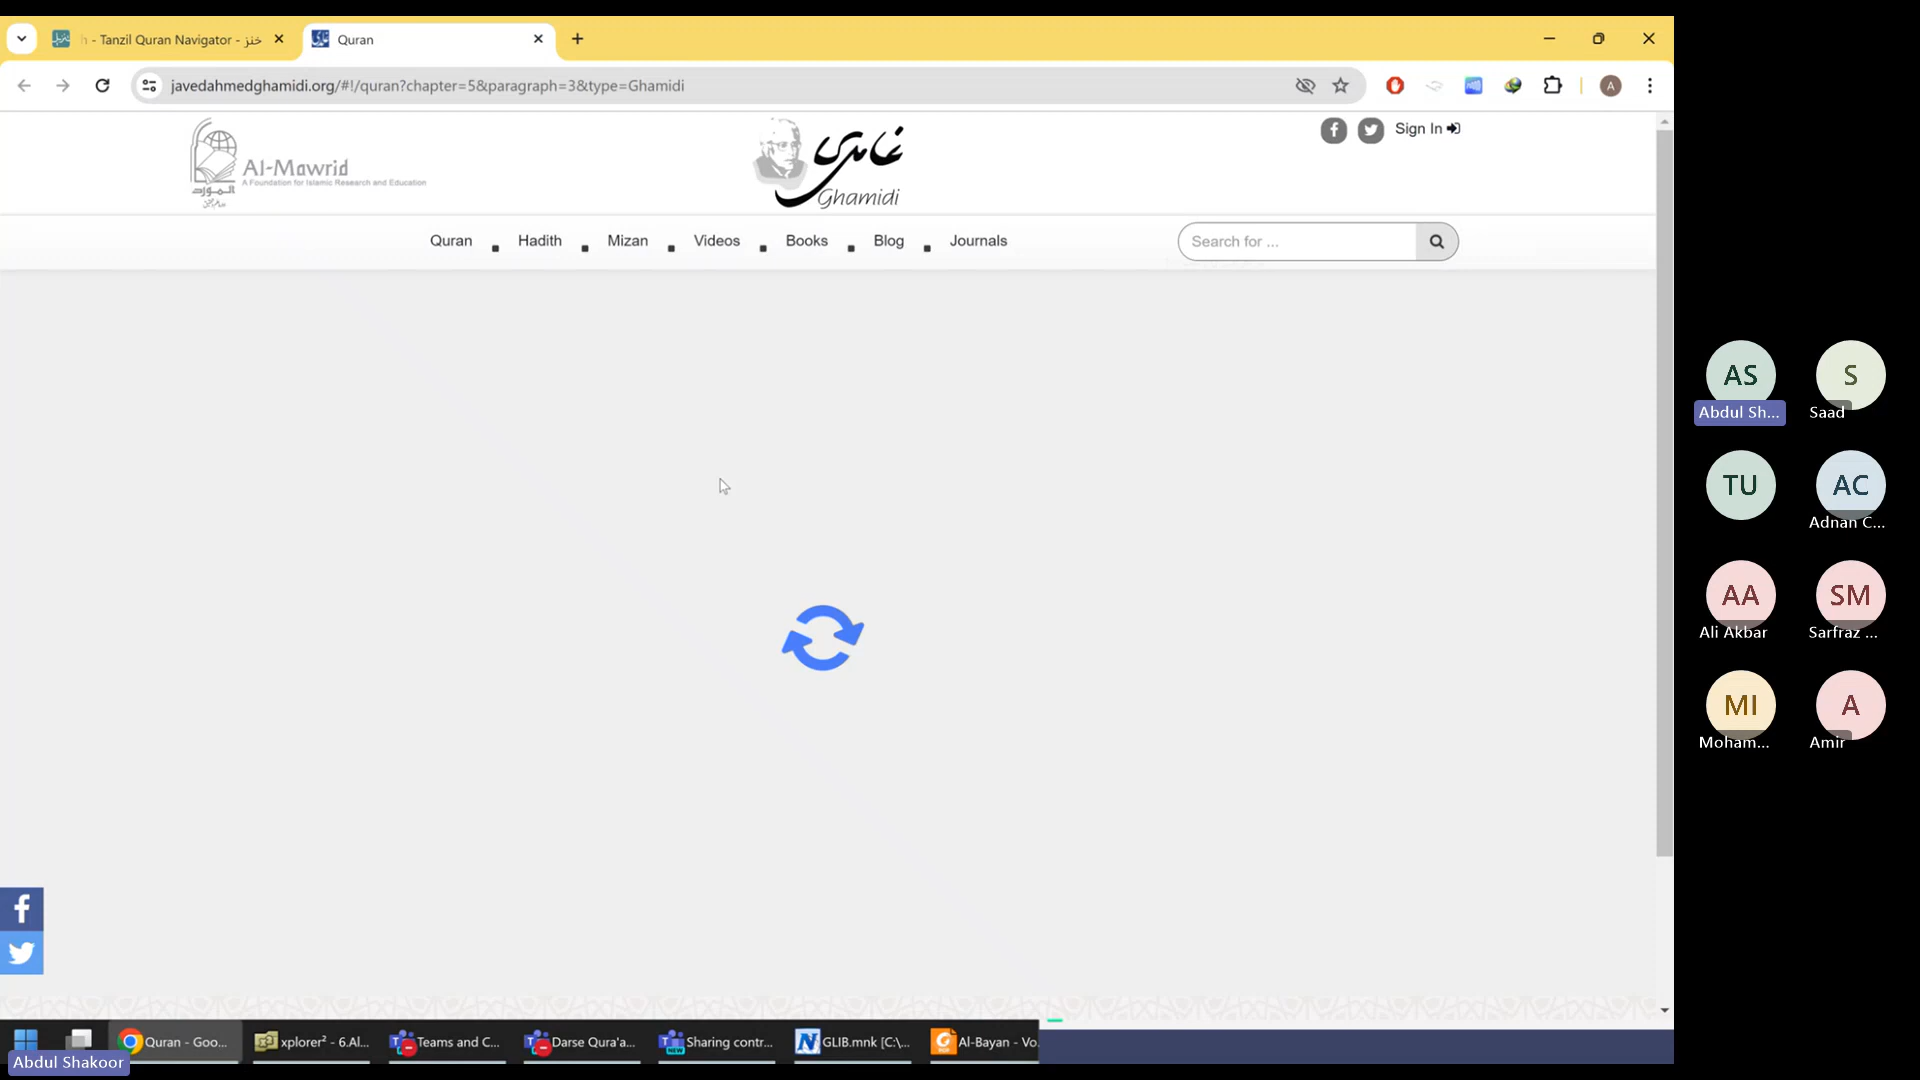 - Tanzil Quran Navigator - خنز
Quran
javedahmedghamidi.org/#!/quran?chapter=5&paragraph=3&type=Ghamidi
A
Al-Mawrid
A Foundation for Islamic Research and Education
المورد
غامدی
Ghamidi
Sign In
Quran
Hadith
Mizan
Videos
Books
Blog
Journals
Search for ...
AS
Abdul Sh...
S
Saad
TU
AC
Adnan C...
AA
Ali Akbar
SM
Sarfraz ...
MI
Moham...
A
Amir
Quran - Goo...
xplorer² - 6.Al...
Teams and C...
Darse Qura'a...
Sharing contr...
GLIB.mnk [C:\...
Al-Bayan - Vo
Abdul Shakoor